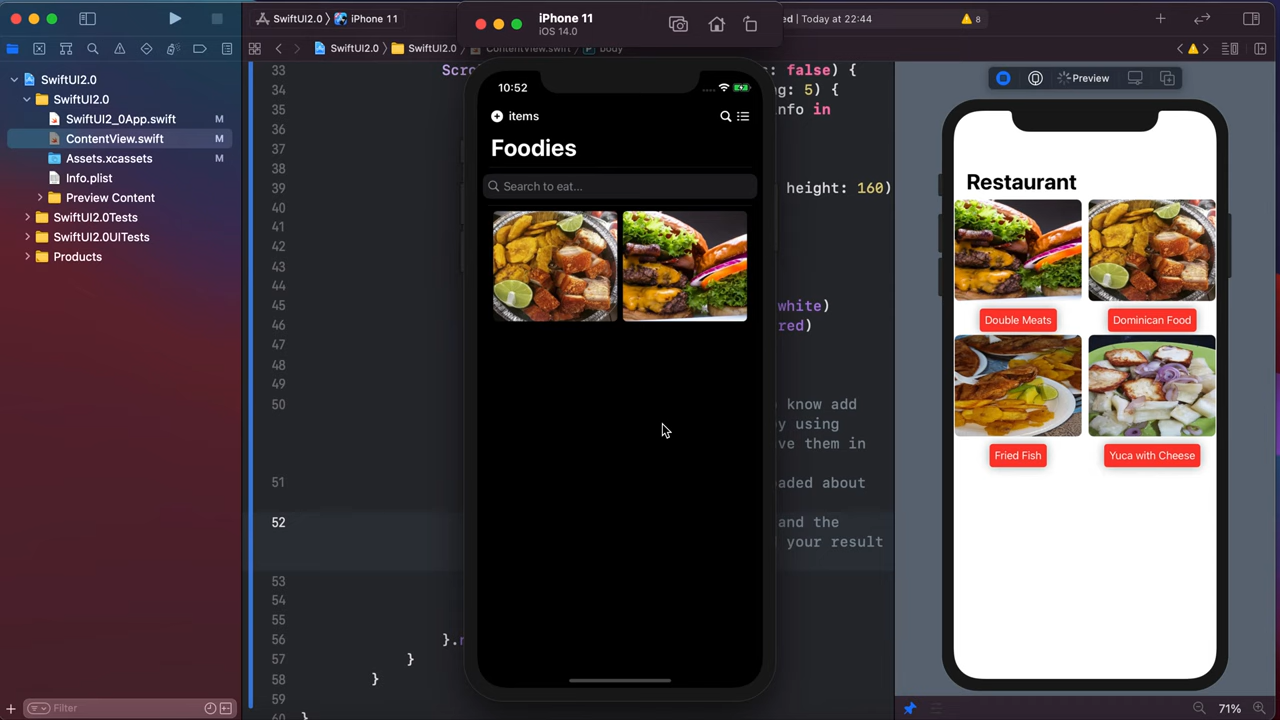 SwiftUI2.0 〉 iPhone 11
iPhone 11
iOS 14.0
ed | Today at 22:44
8
SwiftUI2.0 〉 SwiftUI2.0 〉 ContentView.swift 〉 body
SwiftUI2.0
SwiftUI2.0
SwiftUI2_0App.swift M
ContentView.swift M
Assets.xcassets M
Info.plist
Preview Content
SwiftUI2.0Tests
SwiftUI2.0UITests
Products
Filter
33 Scro : false) {
34 g: 5) {
35 nfo in
36
37
38
39 height: 160)
40
41
42
43
44
45 white)
46 red)
47
48
49
50 know add
y using
ve them in
51 aded about
52 and the
your result
53
54
55
56 }.n
57 }
58 }
59
60 }
10:52
items
Foodies
Search to eat...
Preview
Restaurant
Double Meats
Dominican Food
Fried Fish
Yuca with Cheese
71%